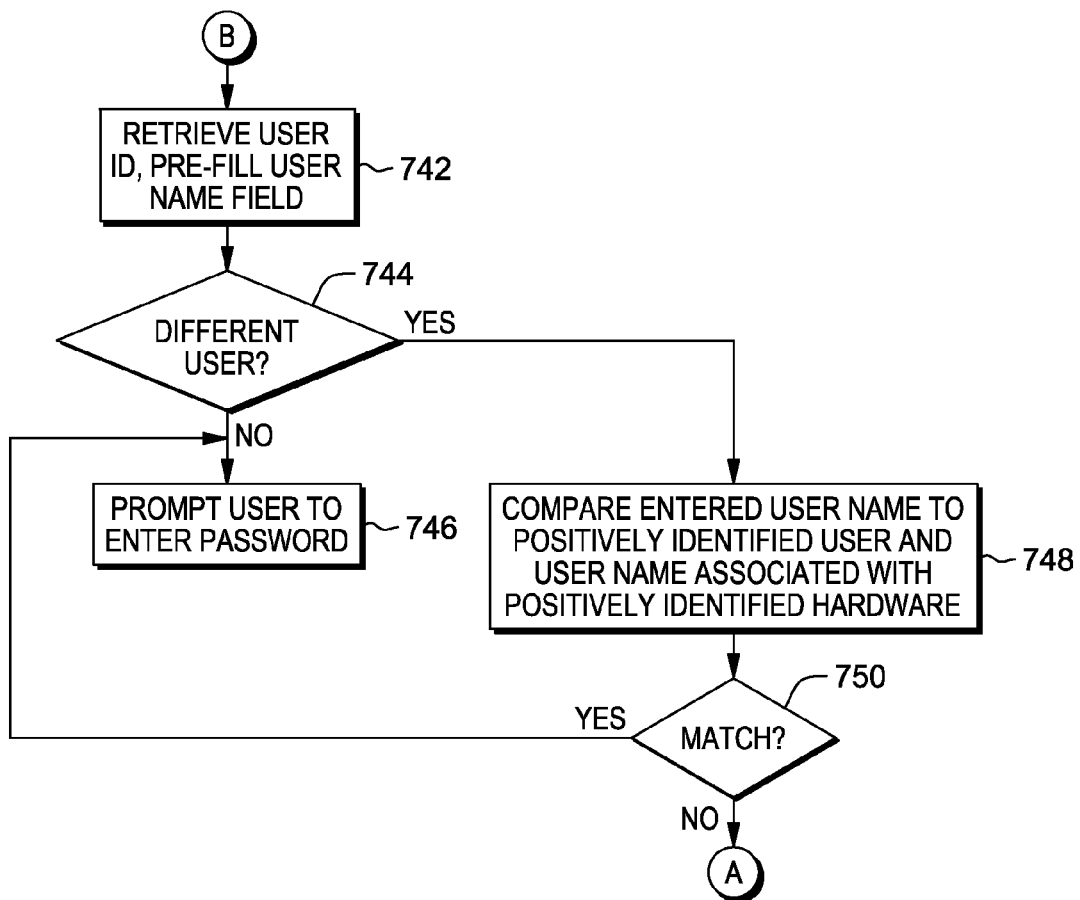 B
RETRIEVE USER
ID, PRE-FILL USER
NAME FIELD
742
744
DIFFERENT
USER?
YES
NO
PROMPT USER TO
ENTER PASSWORD
746
COMPARE ENTERED USER NAME TO
POSITIVELY IDENTIFIED USER AND
USER NAME ASSOCIATED WITH
POSITIVELY IDENTIFIED HARDWARE
748
750
YES
MATCH?
NO
A